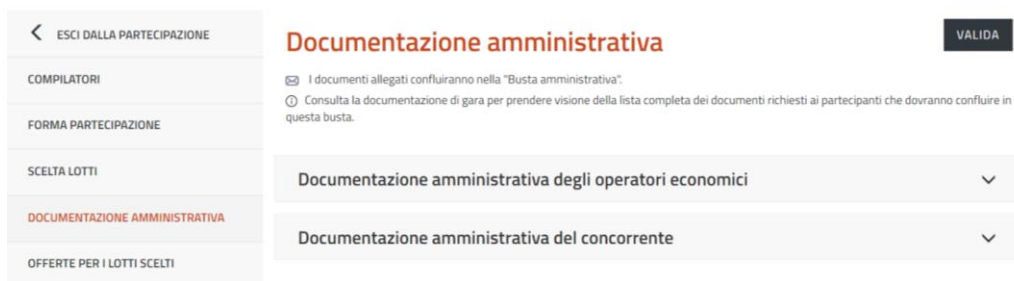 ESCI DALLA PARTECIPAZIONE
COMPILATORI
FORMA PARTECIPAZIONE
SCELTA LOTTI
DOCUMENTAZIONE AMMINISTRATIVA
OFFERTE PER I LOTTI SCELTI
Documentazione amministrativa
VALIDA
I documenti allegati confluiranno nella "Busta amministrativa".
Consulta la documentazione di gara per prendere visione della lista completa dei documenti richiesti ai partecipanti che dovranno confluire in
questa busta.
Documentazione amministrativa degli operatori economici
Documentazione amministrativa del concorrente